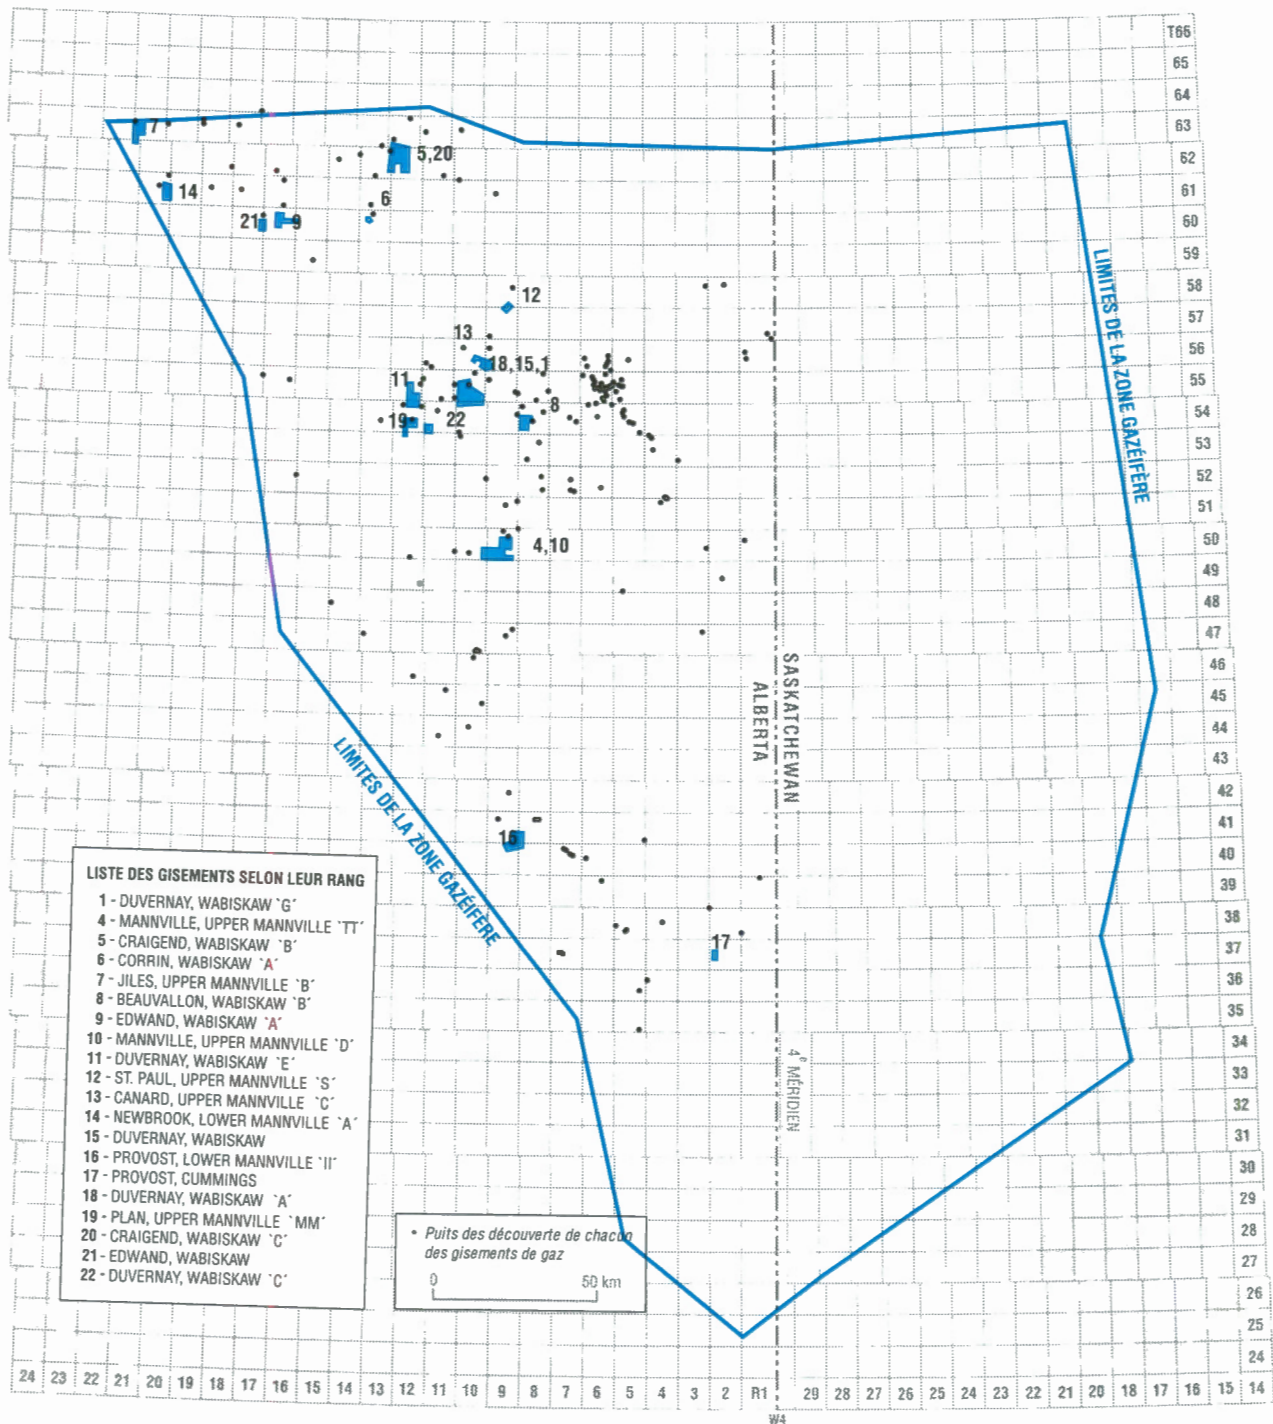 T66
65
64
63
62
61
60
59
58
57
56
55
54
53
52
51
50
49
48
47
46
45
44
43
42
41
40
39
38
37
36
35
34
33
32
31
30
29
28
27
26
25
24
7
5,20
14
6
21
9
12
13
18,15,1
11
8
19
22
4,10
16
17
LIMITES DE LA ZONE GAZÉIFÈRE
LIMITES DE LA ZONE GAZÉIFÈRE
SASKATCHEWAN
ALBERTA
4e MÉRIDIEN
LISTE DES GISEMENTS SELON LEUR RANG
1 - DUVERNAY, WABISKAW `G´
4 - MANNVILLE, UPPER MANNVILLE `TT´
5 - CRAIGEND, WABISKAW `B´
6 - CORRIN, WABISKAW `A´
7 - JILES, UPPER MANNVILLE `B´
8 - BEAUVALLON, WABISKAW `B´
9 - EDWAND, WABISKAW `A´
10 - MANNVILLE, UPPER MANNVILLE `D´
11 - DUVERNAY, WABISKAW `E´
12 - ST. PAUL, UPPER MANNVILLE `S´
13 - CANARD, UPPER MANNVILLE `C´
14 - NEWBROOK, LOWER MANNVILLE `A´
15 - DUVERNAY, WABISKAW
16 - PROVOST, LOWER MANNVILLE `II´
17 - PROVOST, CUMMINGS
18 - DUVERNAY, WABISKAW `A´
19 - PLAN, UPPER MANNVILLE `MM´
20 - CRAIGEND, WABISKAW `C´
21 - EDWAND, WABISKAW
22 - DUVERNAY, WABISKAW `C´
• Puits des découverte de chacun
des gisements de gaz
0 50 km
24 23 22 21 20 19 18 17 16 15 14 13 12 11 10 9 8 7 6 5 4 3 2 R1 29 28 27 26 25 24 23 22 21 20 18 17 16 15 14
W4